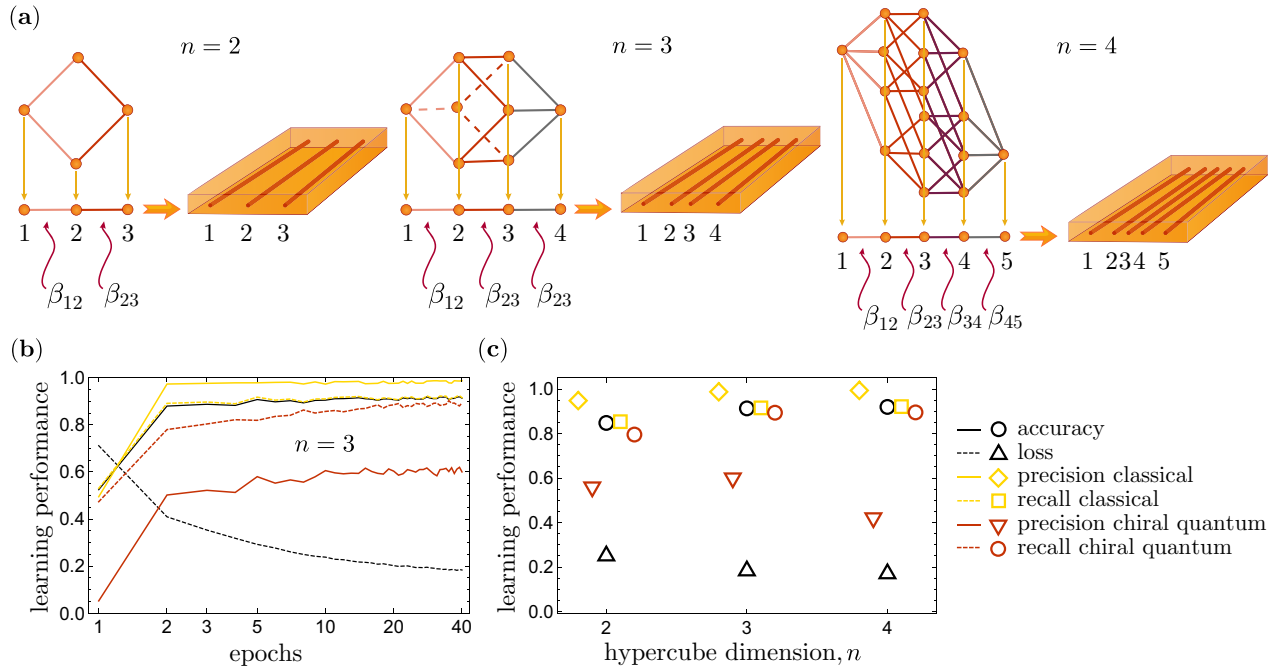 (a)
n = 2
n = 3
n = 4
1 2 3
1 2 3
β12 β23
1 2 3 4
1 2 3 4
β12 β23 β23
1 2 3 4 5
1 2 3 4 5
β12 β23 β34 β45
(b)
learning performance
1.0
0.8
0.6
0.4
0.2
0.0
n = 3
1 2 3 5 10 20 40
epochs
(c)
learning performance
1.0
0.8
0.6
0.4
0.2
0.0
2 3 4
hypercube dimension, n
accuracy
loss
precision classical
recall classical
precision chiral quantum
recall chiral quantum